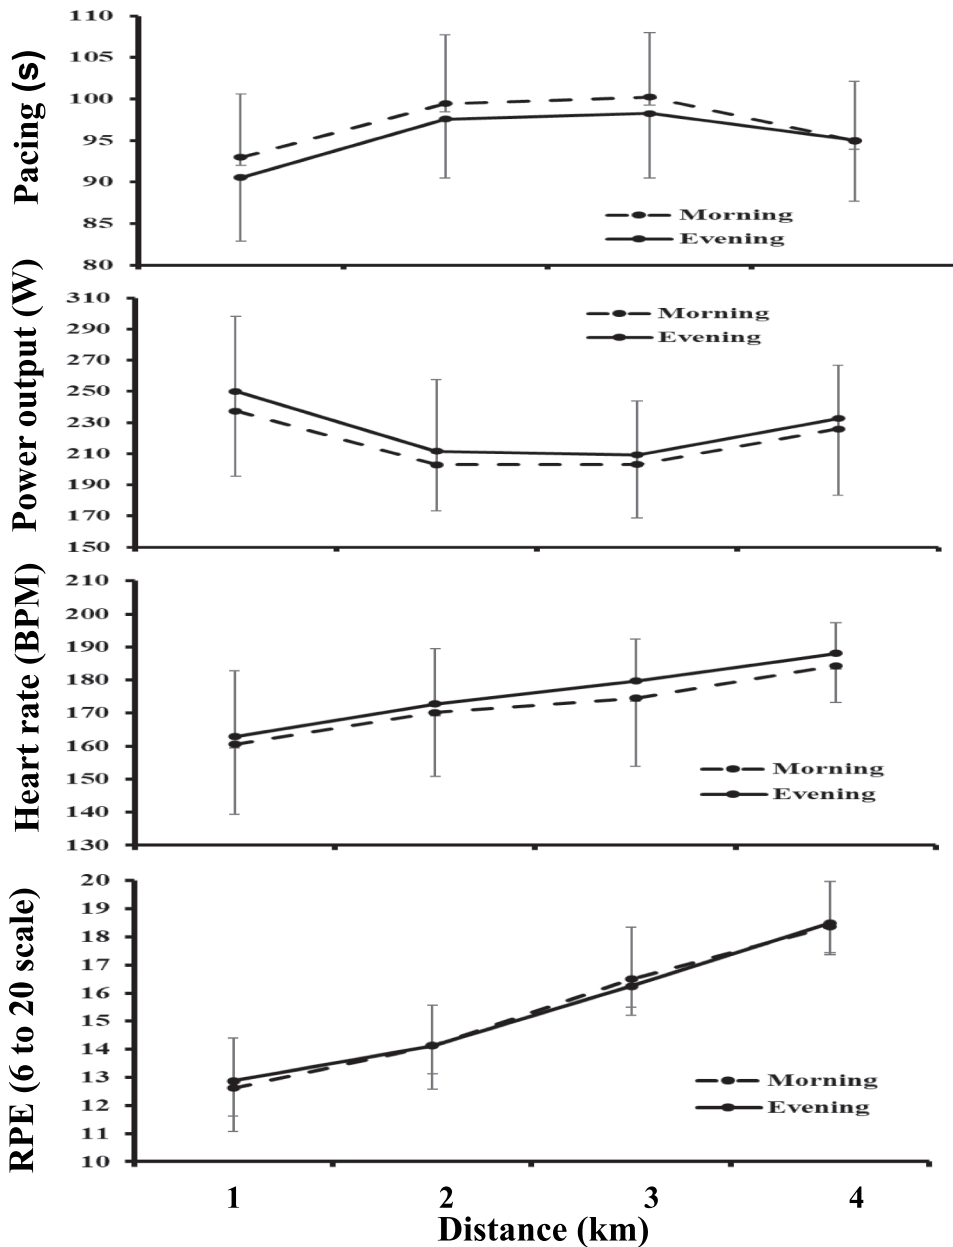 Pacing (s)
110
105
100
95
90
85
80
Morning
Evening
Power output (W)
310
290
270
250
230
210
190
170
150
Morning
Evening
Heart rate (BPM)
210
200
190
180
170
160
150
140
130
Morning
Evening
RPE (6 to 20 scale)
20
19
18
17
16
15
14
13
12
11
10
Morning
Evening
1 2 3 4
Distance (km)